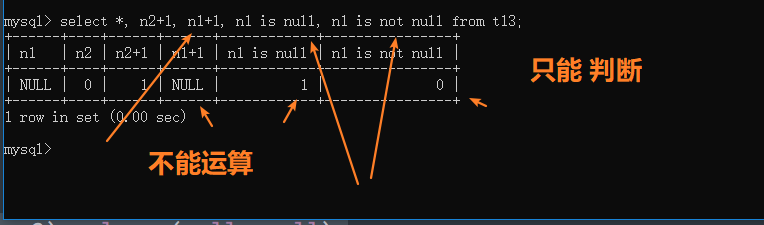 mysql> select *, n2+1, n1+1, n1 is null, n1 is not null from t13;
+------+----+------+------+------------+----------------+
| n1 | n2 | n2+1 | n1+1 | n1 is null | n1 is not null |
+------+----+------+------+------------+----------------+
| NULL | 0 | 1 | NULL | 1 | 0 |
+------+----+------+------+------------+----------------+
只能 判断
1 row in set (0.00 sec)
不能运算
mysql>